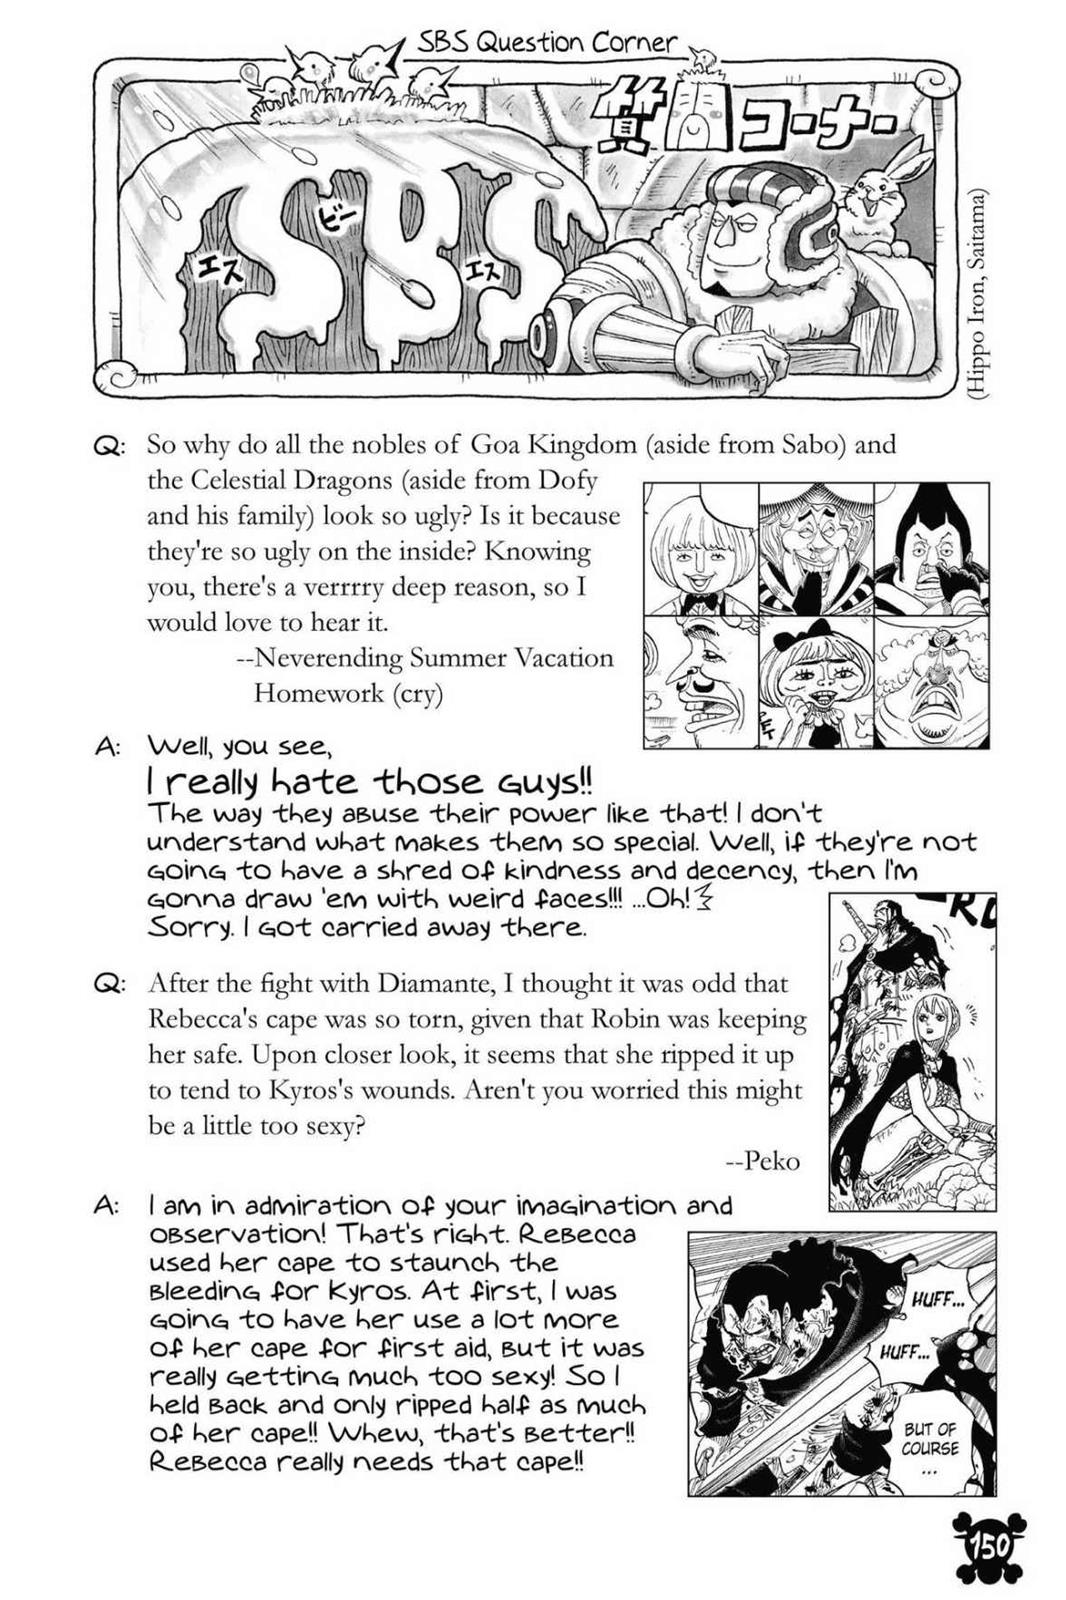 SBS Question Corner
質問コーナー
SBS
エス
ビー
エス
(Hippo Iron, Saitama)
Q: So why do all the nobles of Goa Kingdom (aside from Sabo) and
the Celestial Dragons (aside from Dofy
and his family) look so ugly? Is it because
they're so ugly on the inside? Knowing
you, there's a verrrry deep reason, so I
would love to hear it.
--Neverending Summer Vacation
Homework (cry)
A: Well, you see,
I really hate those guys!!
The way they abuse their power like that! I don't
understand what makes them so special. Well, if they're not
going to have a shred of kindness and decency, then I'm
gonna draw 'em with weird faces!!! ...Oh!
Sorry. I got carried away there.
Q: After the fight with Diamante, I thought it was odd that
Rebecca's cape was so torn, given that Robin was keeping
her safe. Upon closer look, it seems that she ripped it up
to tend to Kyros's wounds. Aren't you worried this might
be a little too sexy?
--Peko
A: I am in admiration of your imagination and
observation! That's right. Rebecca
used her cape to staunch the
bleeding for Kyros. At first, I was
going to have her use a lot more
of her cape for first aid, but it was
really getting much too sexy! So I
held back and only ripped half as much
of her cape!! Whew, that's better!!
Rebecca really needs that cape!!
HUFF...
HUFF...
BUT OF
COURSE
...
150